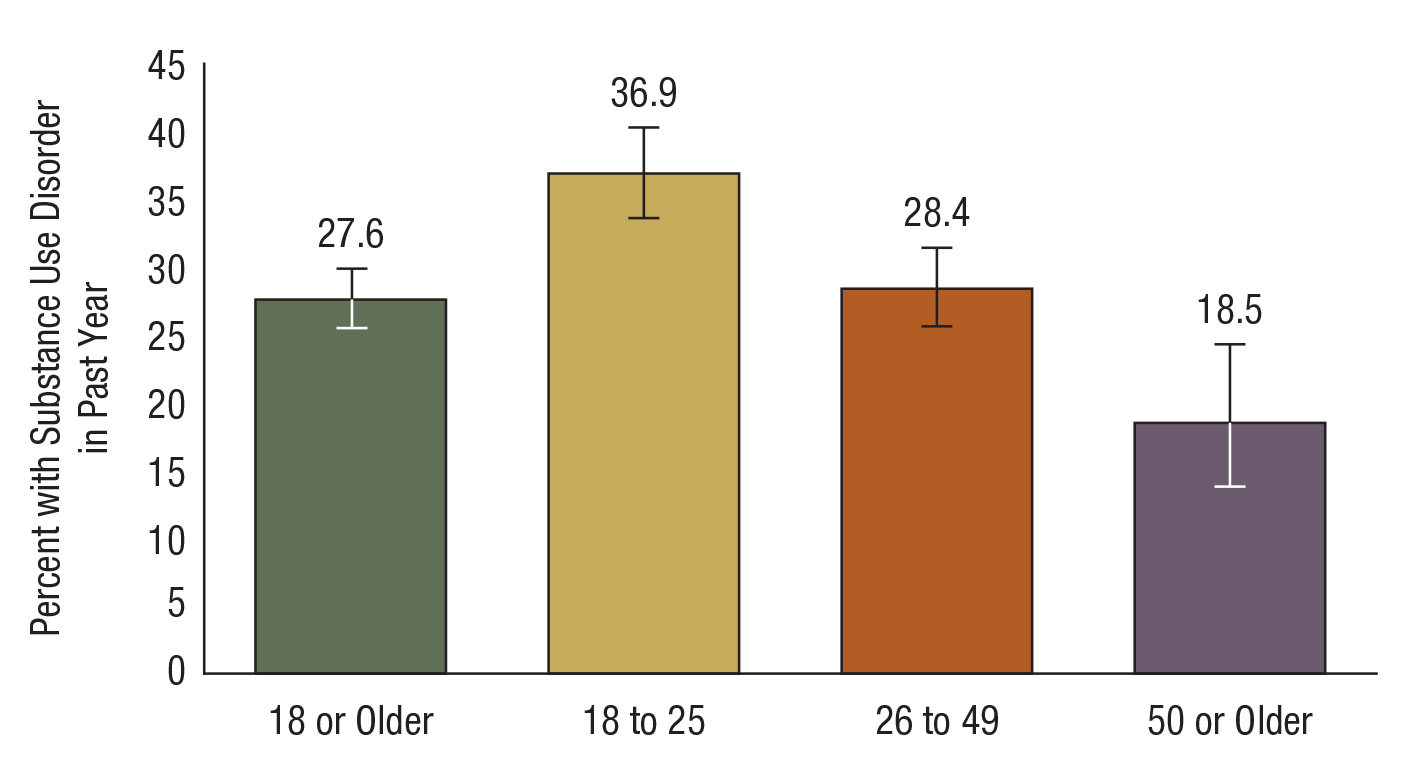 Percent with Substance Use Disorder
in Past Year
45
40
35
30
25
20
15
10
5
0
27.6
36.9
28.4
18.5
18 or Older
18 to 25
26 to 49
50 or Older